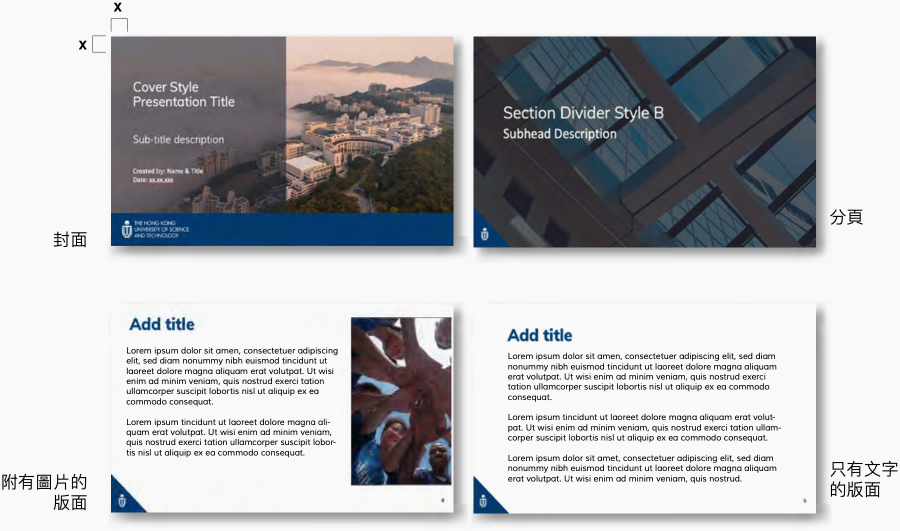 X
X
Cover Style
Presentation Title
Sub-title description
Created by: Name & Title
Date: xx.xx.xxx
THE HONG KONG
UNIVERSITY OF SCIENCE
AND TECHNOLOGY
封面
Section Divider Style B
Subhead Description
分頁
Add title
Lorem ipsum dolor sit amen, consectetuer adipiscing
elit, sed diam nonummy nibh euismod tincidunt ut
laoreet dolore magna aliquam erat volutpat. Ut wisi
enim ad minim veniam, quis nostrud exerci tation
ullamcorper suscipit lobortis nisl ut aliquip ex ea
commodo consequat.
Lorem ipsum tincidunt ut laoreet dolore magna ali-
quam erat volutpat. Ut wisi enim ad minim veniam,
quis nostrud exerci tation ullamcorper suscipit lobor-
tis nisl ut aliquip ex ea commodo consequat.
附有圖片的
版面
Add title
Lorem ipsum dolor sit amen, consectetuer adipiscing elit, sed diam
nonummy nibh euismod tincidunt ut laoreet dolore magna aliquam
erat volutpat. Ut wisi enim ad minim veniam, quis nostrud exerci
tation ullamcorper suscipit lobortis nisl ut aliquip ex ea commodo
consequat.
Lorem ipsum tincidunt ut laoreet dolore magna aliquam erat volut-
pat. Ut wisi enim ad minim veniam, quis nostrud exerci tation ullam-
corper suscipit lobortis nisl ut aliquip ex ea commodo consequat.
Lorem ipsum dolor sit amet, consectetuer adipiscing elit, sed diam
nonummy nibh euismod tincidunt ut laoreet dolore magna aliquam
erat volutpat. Ut wisi enim ad minim veniam, quis nostrud.
只有文字
的版面